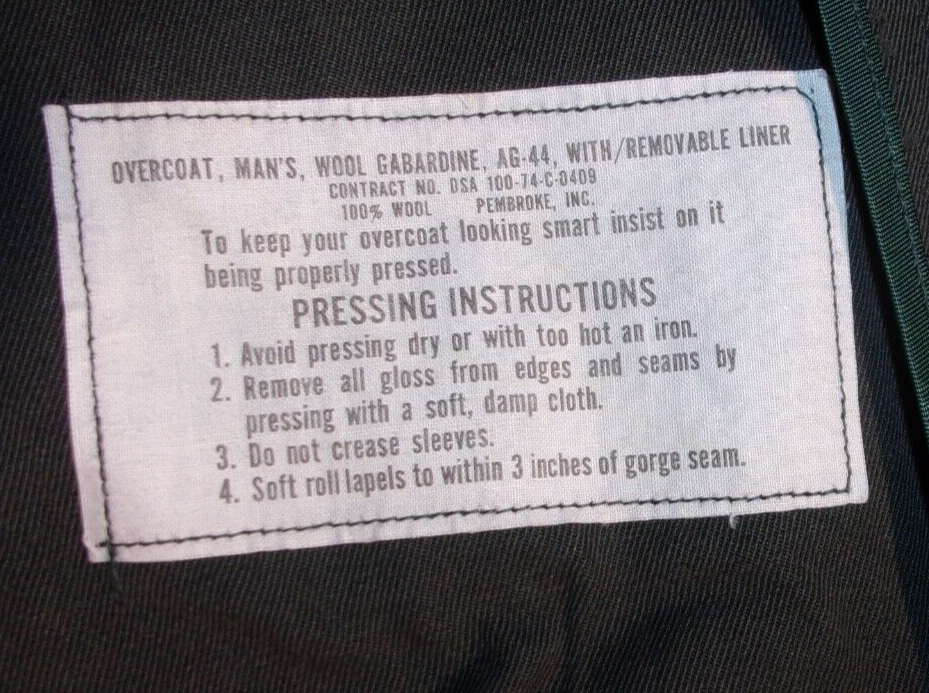 OVERCOAT, MAN'S, WOOL GABARDINE, AG-44, WITH/REMOVABLE LINER
CONTRACT NO. DSA 100-74-C-0409
100% WOOL PEMBROKE, INC.
To keep your overcoat looking smart insist on it
being properly pressed.
PRESSING INSTRUCTIONS
1. Avoid pressing dry or with too hot an iron.
2. Remove all gloss from edges and seams by
pressing with a soft, damp cloth.
3. Do not crease sleeves.
4. Soft roll lapels to within 3 inches of gorge seam.